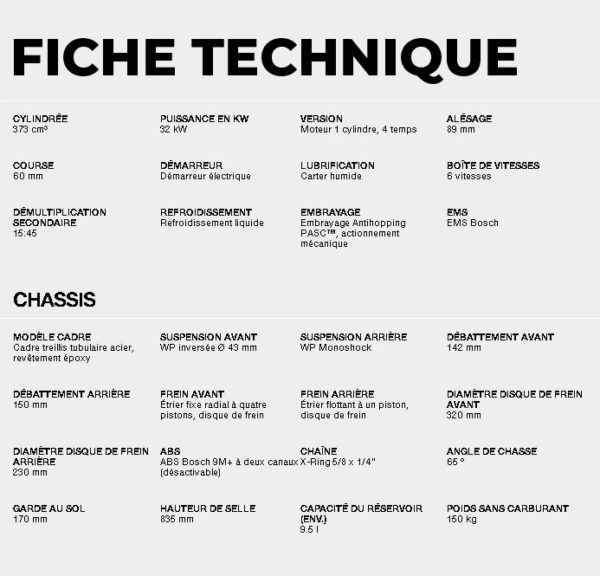 FICHE TECHNIQUE
CYLINDRÉE
373 cm³
PUISSANCE EN KW
32 kW
VERSION
Moteur 1 cylindre, 4 temps
ALÉSAGE
89 mm
COURSE
60 mm
DÉMARREUR
Démarreur électrique
LUBRIFICATION
Carter humide
BOÎTE DE VITESSES
6 vitesses
DÉMULTIPLICATION
SECONDAIRE
15:45
REFROIDISSEMENT
Refroidissement liquide
EMBRAYAGE
Embrayage Antihopping
PASC™, actionnement
mécanique
EMS
EMS Bosch
CHASSIS
MODÈLE CADRE
Cadre treillis tubulaire acier,
revêtement époxy
SUSPENSION AVANT
WP inversée Ø 43 mm
SUSPENSION ARRIÈRE
WP Monoshock
DÉBATTEMENT AVANT
142 mm
DÉBATTEMENT ARRIÈRE
150 mm
FREIN AVANT
Étrier fixe radial à quatre
pistons, disque de frein
FREIN ARRIÈRE
Étrier flottant à un piston,
disque de frein
DIAMÈTRE DISQUE DE FREIN
AVANT
320 mm
DIAMÈTRE DISQUE DE FREIN
ARRIÈRE
230 mm
ABS
ABS Bosch 9M+ à deux canaux
(désactivable)
CHAÎNE
X-Ring 5/8 x 1/4"
ANGLE DE CHASSE
65 °
GARDE AU SOL
170 mm
HAUTEUR DE SELLE
835 mm
CAPACITÉ DU RÉSERVOIR
(ENV.)
9.5 l
POIDS SANS CARBURANT
150 kg